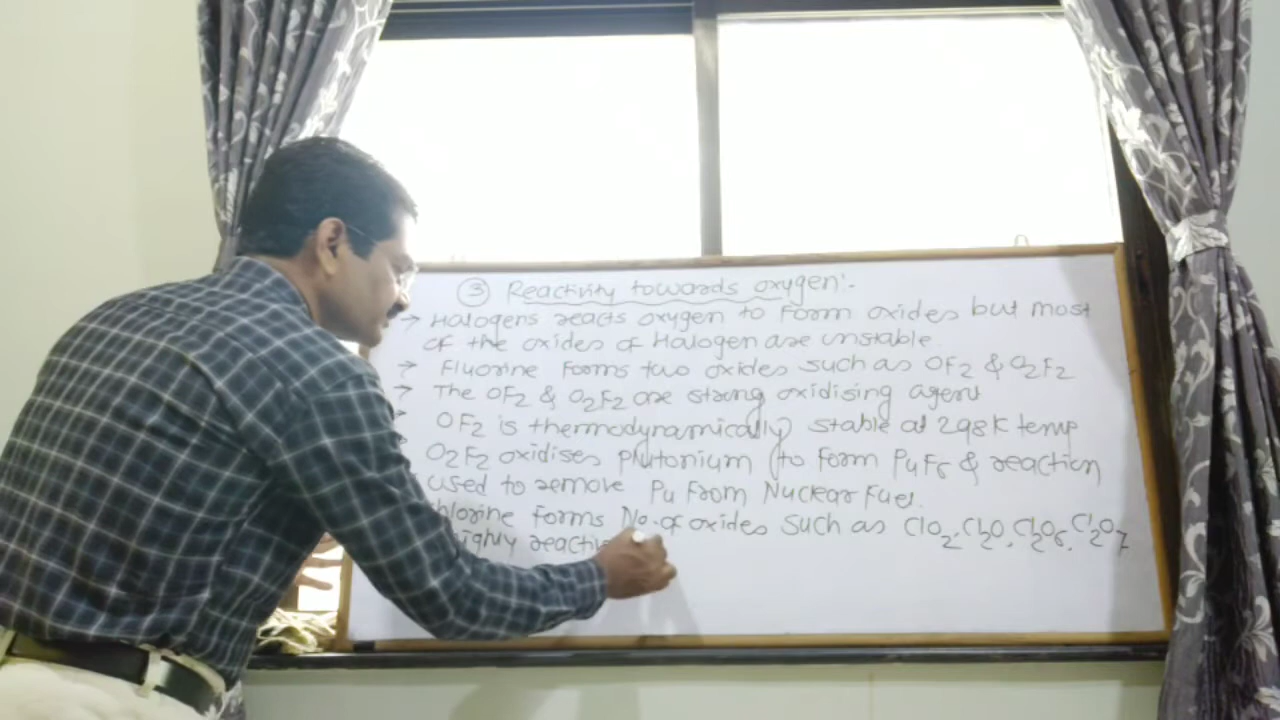 ③ Reactivity towards oxygen:-
→ Halogens reacts oxygen to form oxides but most
of the oxides of Halogen are unstable.
→ Fluorine forms two oxides such as OF2 & O2F2
→ The OF2 & O2F2 are strong oxidising agent
OF2 is thermodynamically stable at 298K temp
O2F2 oxidises plutonium to form PuF6 & reaction
used to remove Pu From Nuclear Fuel.
hlorine forms No. of oxides such as ClO2, Cl2O, Cl2O6, Cl2O7
highly reactiv